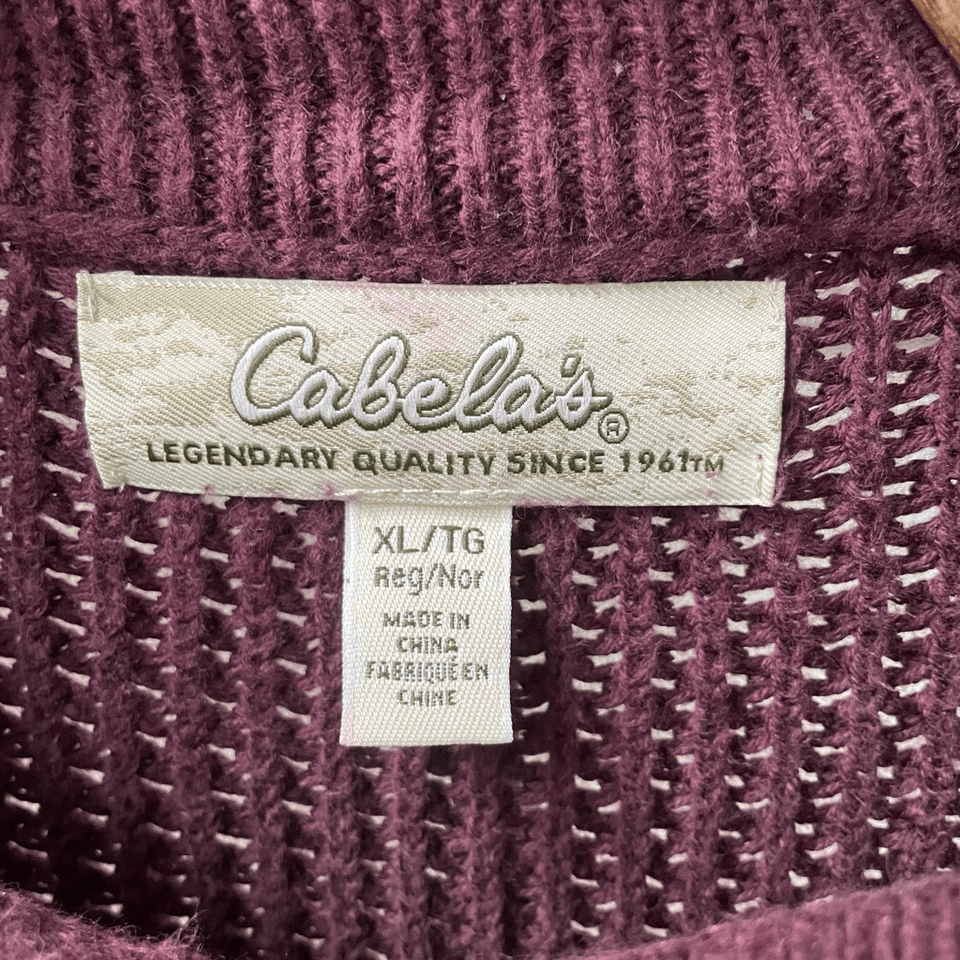 Cabela's®
LEGENDARY QUALITY SINCE 1961™
XL/TG
Reg/Nor
MADE IN
CHINA
FABRIQUÉ EN
CHINE